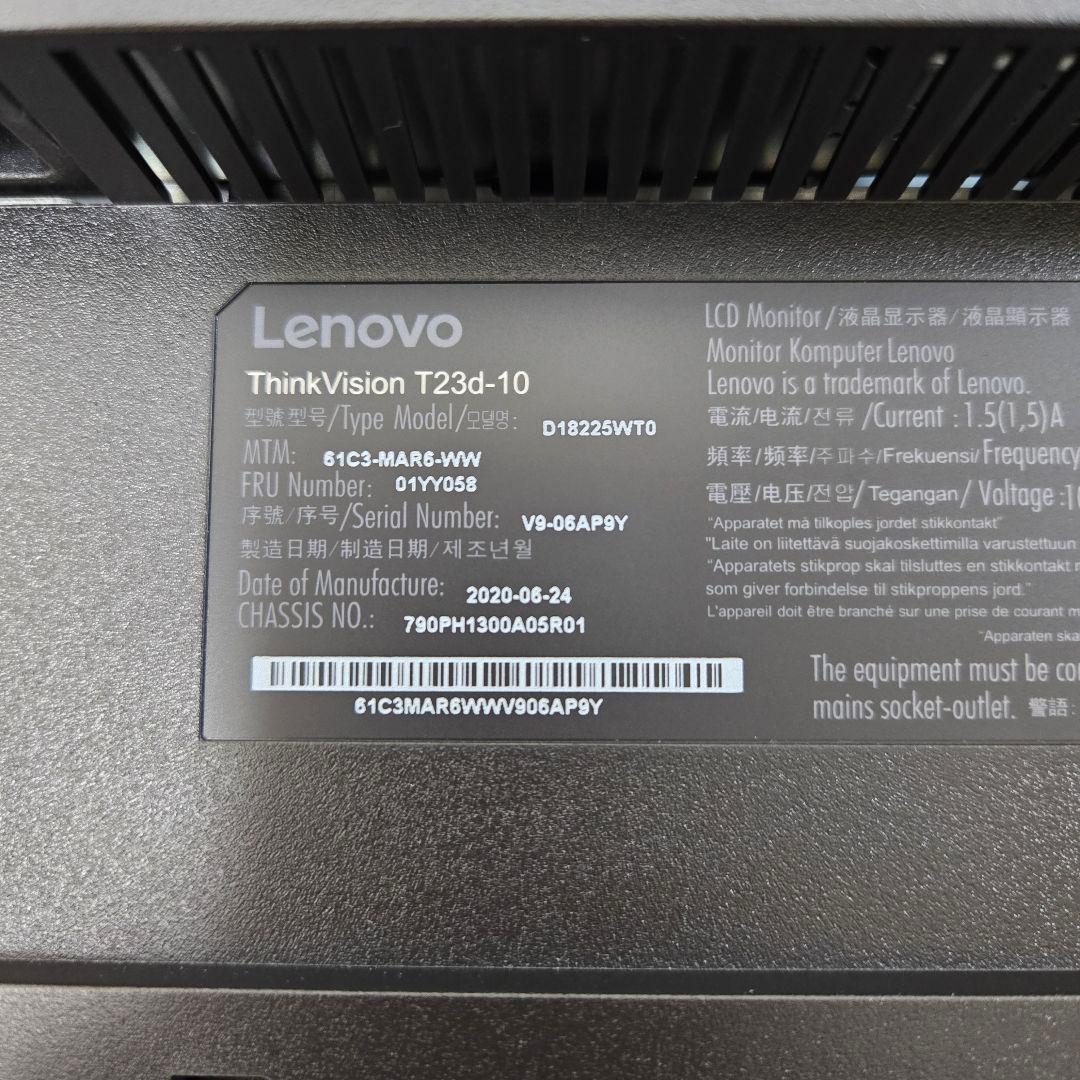 Lenovo
ThinkVision T23d-10
型號型号/Type Model/모델명: D18225WT0
MTM: 61C3-MAR6-WW
FRU Number: 01YY058
序號/序号/Serial Number: V9-06AP9Y
製造日期/制造日期/제조년월
Date of Manufacture: 2020-06-24
CHASSIS NO.: 790PH1300A05R01
61C3MAR6WWV906AP9Y
LCD Monitor/液晶显示器/液晶顯示器
Monitor Komputer Lenovo
Lenovo is a trademark of Lenovo.
電流/电流/전류 /Current :1.5(1,5)A
頻率/频率/주파수/Frekuensi/Frequency
電壓/电压/전압/Tegangan/ Voltage :1
"Apparatet må tilkoples jordet stikkontakt"
"Laite on liitettävä suojakoskettimilla varustettuun
"Apparatets stikprop skal tilsluttes en stikkontakt
som giver forbindelse til stikproppens jord."
L'appareil doit être branché sur une prise de courant
"Apparaten ska
The equipment must be
mains socket-outlet. 警語: